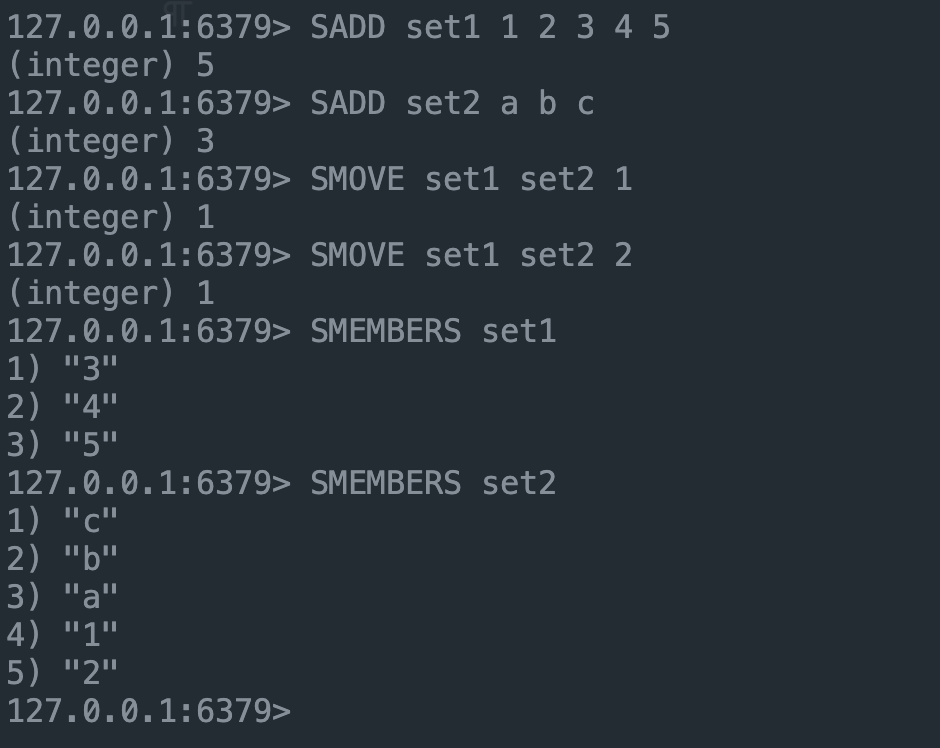 127.0.0.1:6379> SADD set1 1 2 3 4 5
(integer) 5
127.0.0.1:6379> SADD set2 a b c
(integer) 3
127.0.0.1:6379> SMOVE set1 set2 1
(integer) 1
127.0.0.1:6379> SMOVE set1 set2 2
(integer) 1
127.0.0.1:6379> SMEMBERS set1
1) "3"
2) "4"
3) "5"
127.0.0.1:6379> SMEMBERS set2
1) "c"
2) "b"
3) "a"
4) "1"
5) "2"
127.0.0.1:6379>